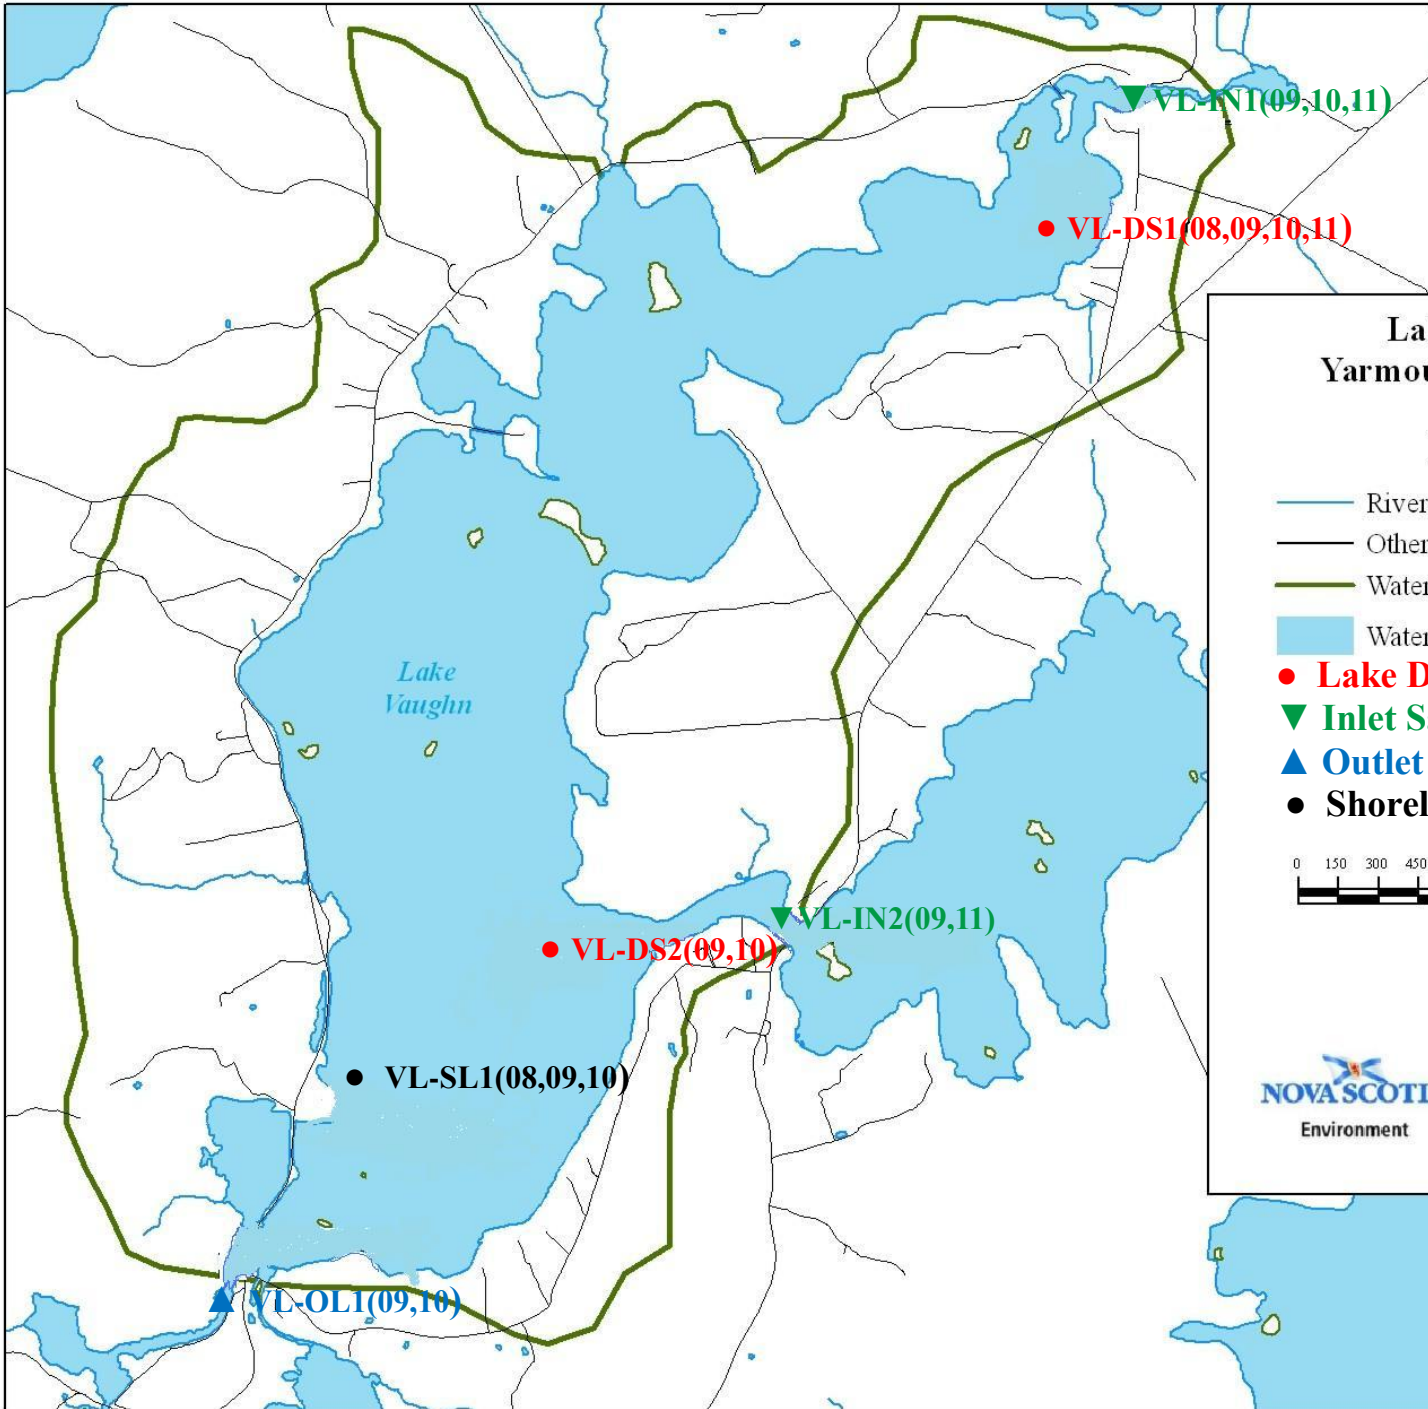 VL-IN1(09,10,11)
VL-DS1(08,09,10,11)
La
Yarmou
River
Other
Water
Water
Lake D
Inlet S
Outlet
Shorel
0 150 300 450
Lake
Vaughn
VL-IN2(09,11)
VL-DS2(09,10)
VL-SL1(08,09,10)
NOVA SCOTI
Environment
VL-OL1(09,10)